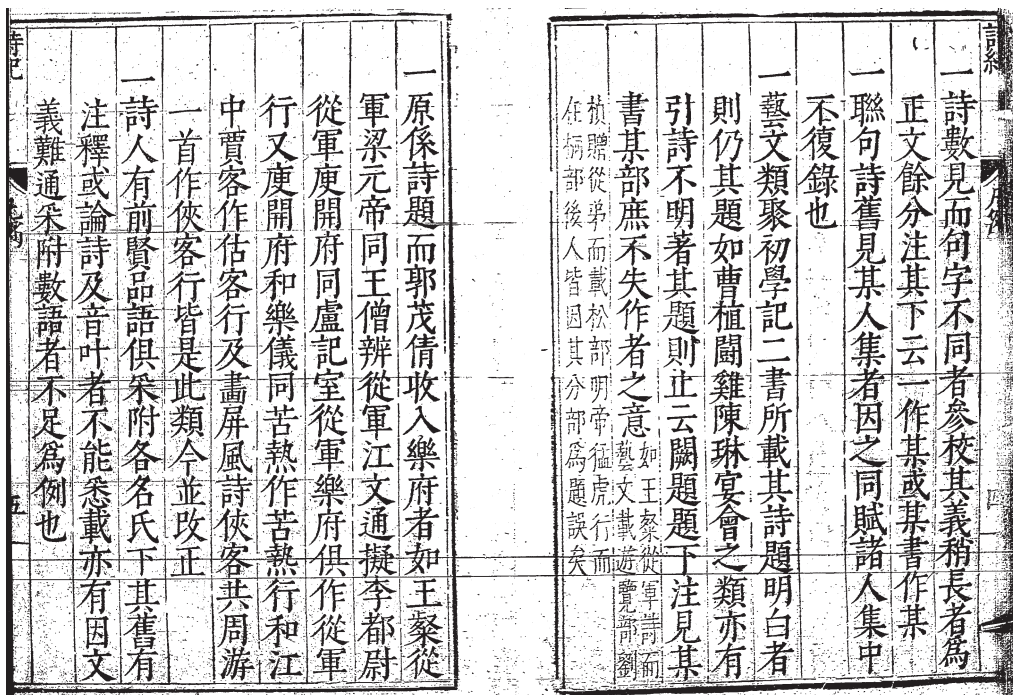 一詩數見而句字不同者參校其義稍長者爲
正文餘分注其下云一作某或某書作某
一聯句詩舊見某人集者因之同賦諸人集中
不復錄也
一藝文類聚初學記二書所載其詩題明白者
則仍其題如曹植鬬雞陳琳宴會之類亦有
引詩不明著其題則止云闕題題下注見某
書某部庶不失作者之意如王粲從軍詩而
藝文載遊覽部劉
楨贈從弟而載松部明帝猛虎行而
在桐部後人皆因其分部爲題誤矣
四
一原係詩題而郭茂倩收入樂府者如王粲從
軍梁元帝同王僧辨從軍江文通擬李都尉
從軍庾開府同盧記室從軍樂府俱作從軍
行又庾開府和樂儀同苦熱作苦熱行和江
中賈客作估客行及畵屏風詩俠客共周游
一首作俠客行皆是此類今並改正
一詩人有前賢品語俱采附各名氏下其舊有
注釋或論詩及音叶者不能悉載亦有因文
義難通采附數語者不足爲例也
詩紀
五